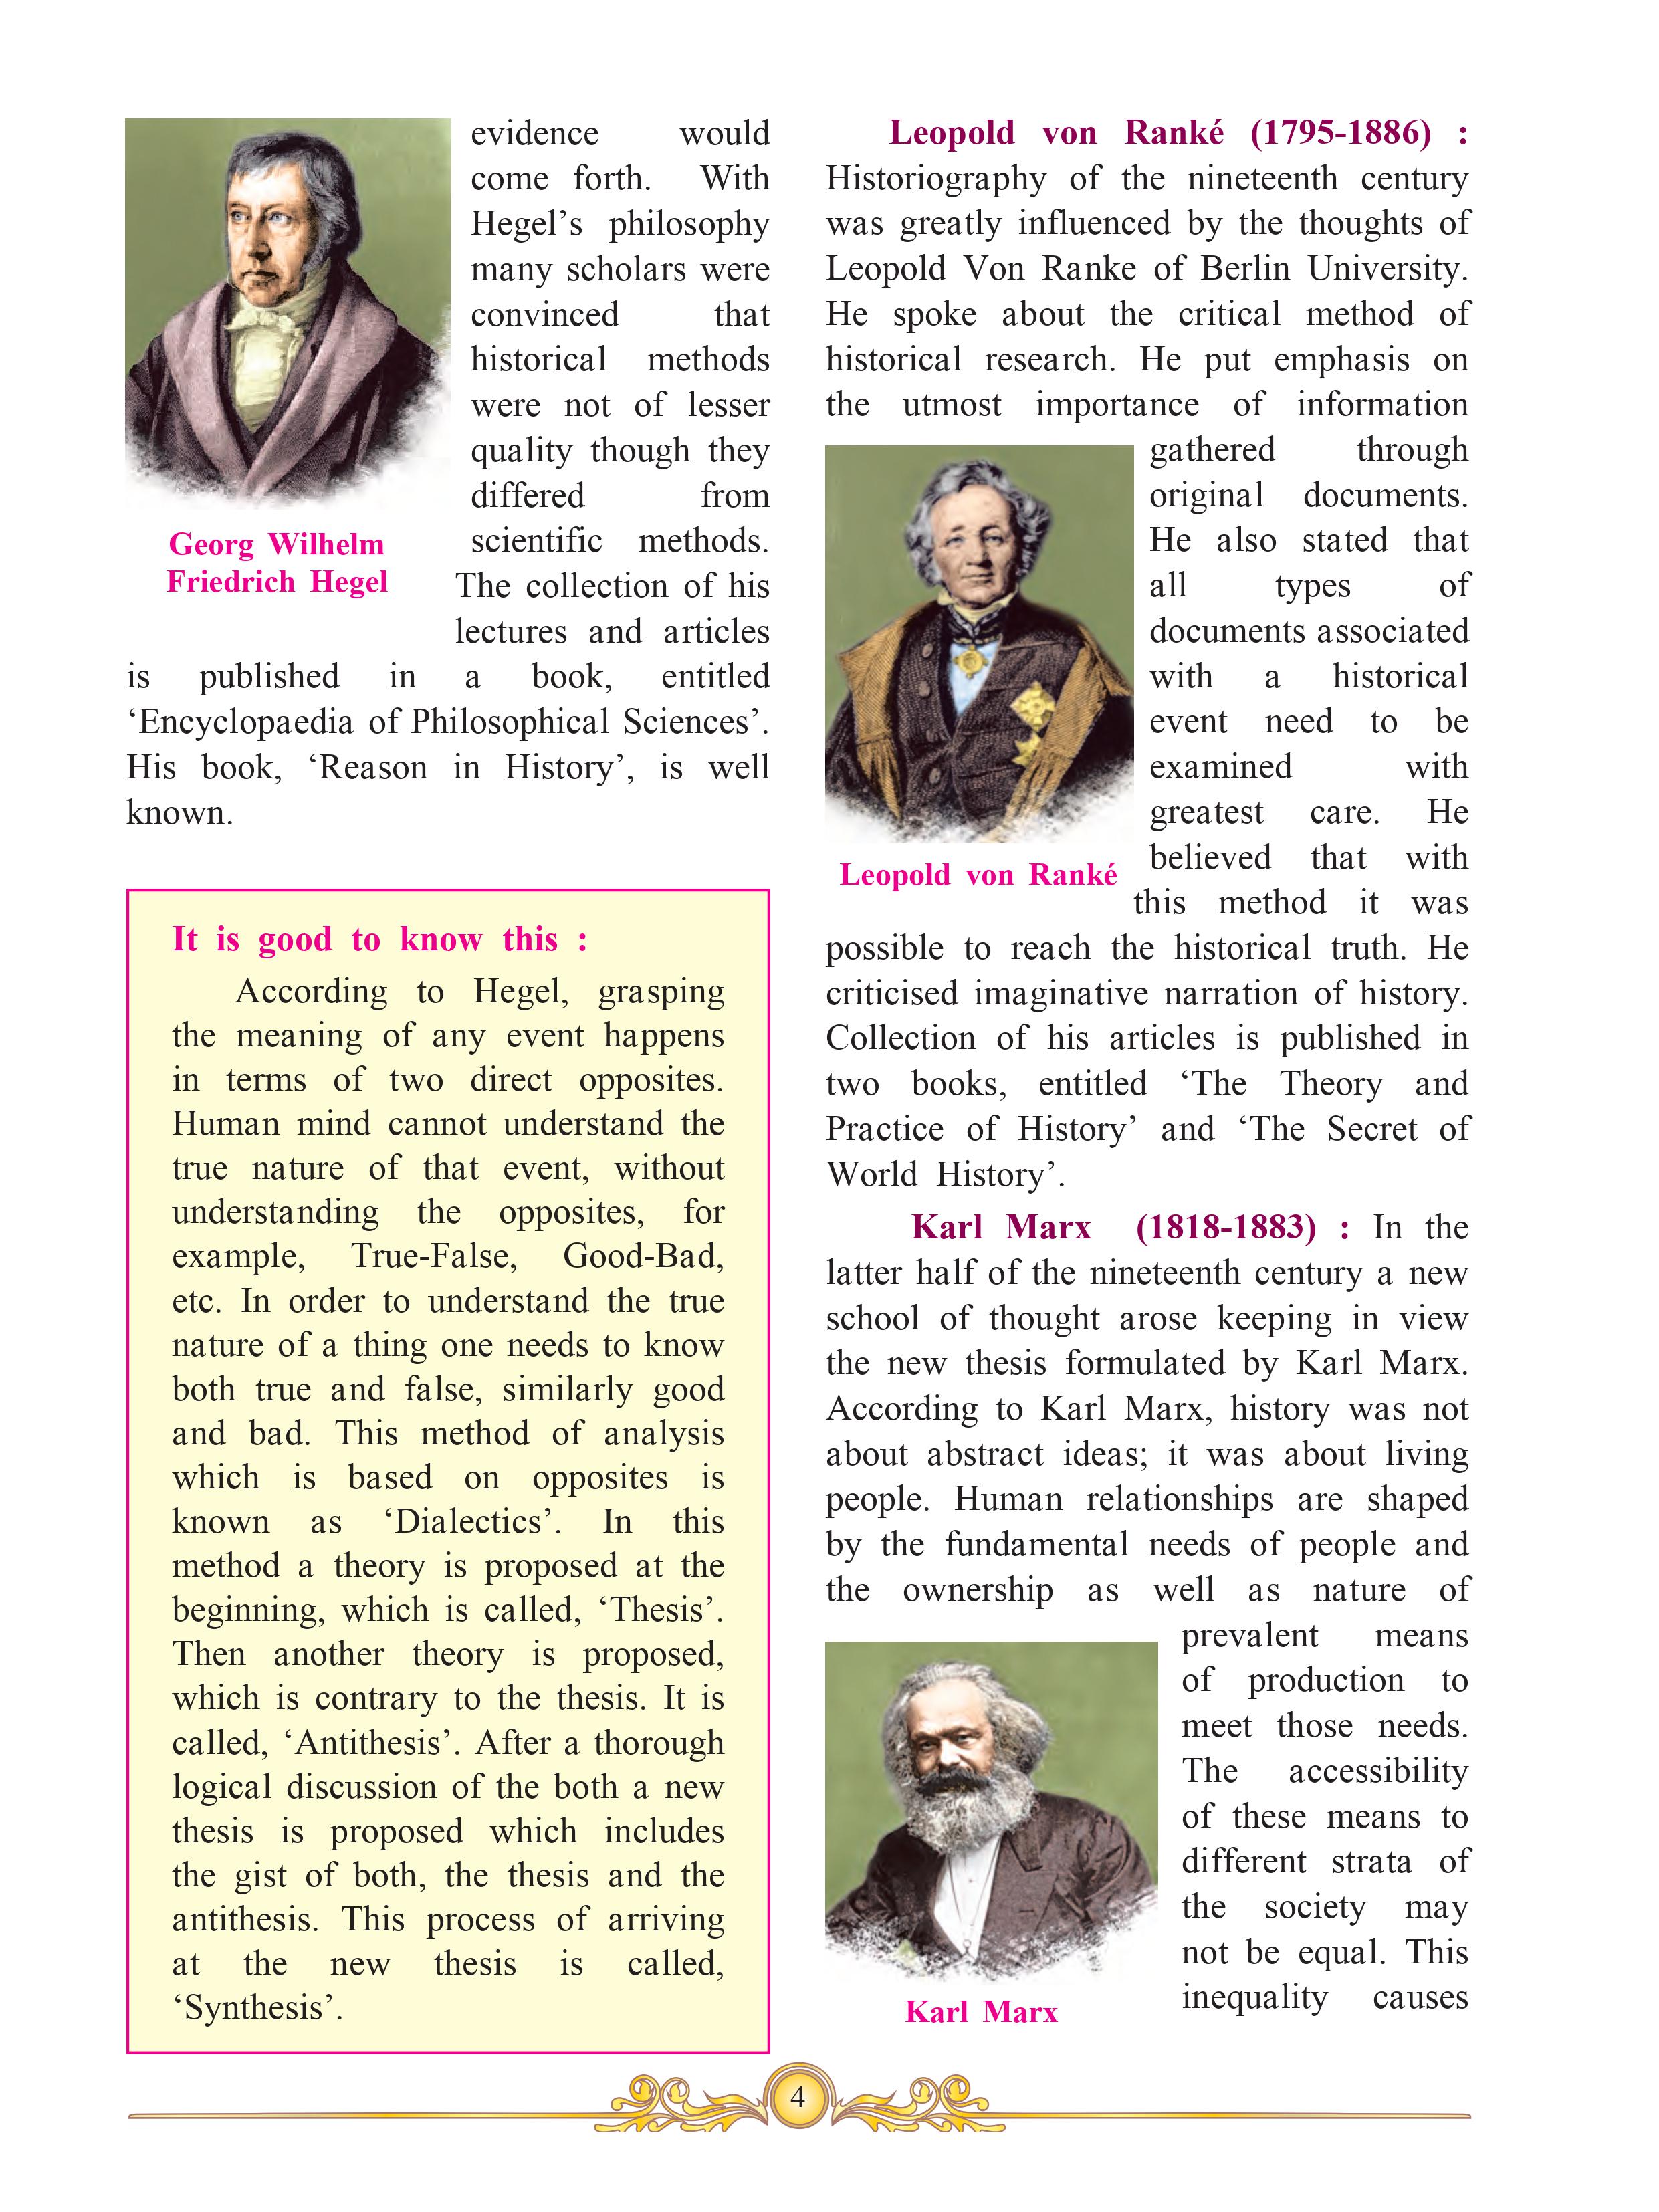 evidence would
come forth. With
Hegel’s philosophy
many scholars were
convinced that
historical methods
were not of lesser
quality though they
differed from
scientific methods.
The collection of his
lectures and articles
is published in a book, entitled
‘Encyclopaedia of Philosophical Sciences’.
His book, ‘Reason in History’, is well
known.
Georg Wilhelm
Friedrich Hegel
It is good to know this :
According to Hegel, grasping
the meaning of any event happens
in terms of two direct opposites.
Human mind cannot understand the
true nature of that event, without
understanding the opposites, for
example, True-False, Good-Bad,
etc. In order to understand the true
nature of a thing one needs to know
both true and false, similarly good
and bad. This method of analysis
which is based on opposites is
known as ‘Dialectics’. In this
method a theory is proposed at the
beginning, which is called, ‘Thesis’.
Then another theory is proposed,
which is contrary to the thesis. It is
called, ‘Antithesis’. After a thorough
logical discussion of the both a new
thesis is proposed which includes
the gist of both, the thesis and the
antithesis. This process of arriving
at the new thesis is called,
‘Synthesis’.
Leopold von Ranké (1795-1886) :
Historiography of the nineteenth century
was greatly influenced by the thoughts of
Leopold Von Ranke of Berlin University.
He spoke about the critical method of
historical research. He put emphasis on
the utmost importance of information
gathered through
original documents.
He also stated that
all types of
documents associated
with a historical
event need to be
examined with
greatest care. He
believed that with
this method it was
possible to reach the historical truth. He
criticised imaginative narration of history.
Collection of his articles is published in
two books, entitled ‘The Theory and
Practice of History’ and ‘The Secret of
World History’.
Leopold von Ranké
Karl Marx (1818-1883) : In the
latter half of the nineteenth century a new
school of thought arose keeping in view
the new thesis formulated by Karl Marx.
According to Karl Marx, history was not
about abstract ideas; it was about living
people. Human relationships are shaped
by the fundamental needs of people and
the ownership as well as nature of
prevalent means
of production to
meet those needs.
The accessibility
of these means to
different strata of
the society may
not be equal. This
inequality causes
Karl Marx
4